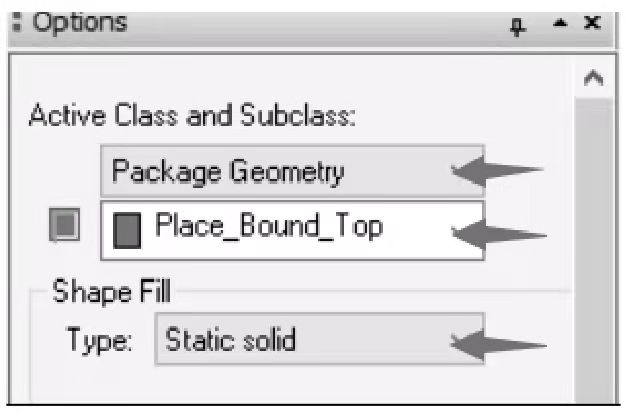 Options
Active Class and Subclass:
Package Geometry
Place_Bound_Top
Shape Fill
Type: Static solid